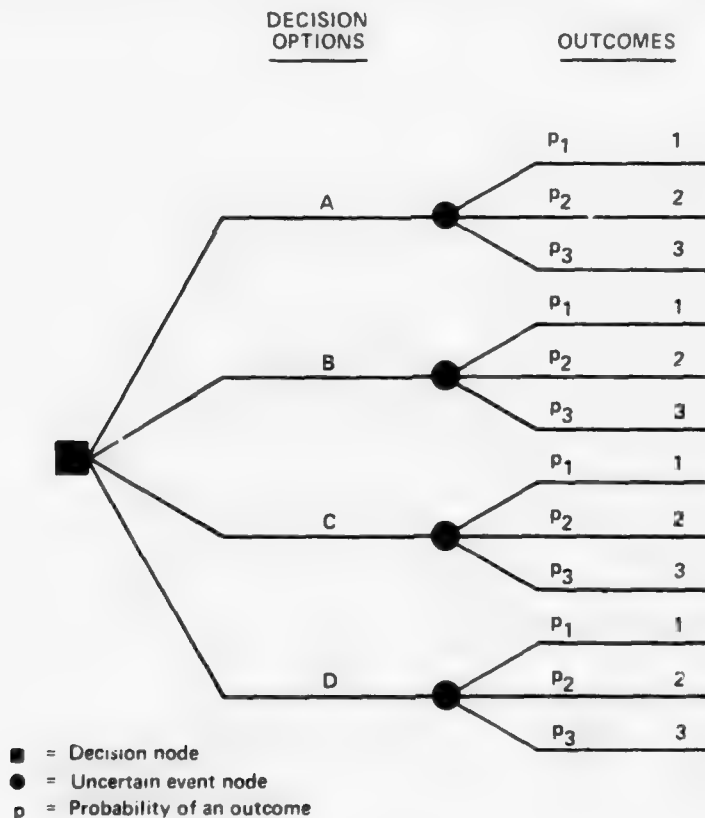 DECISION
OPTIONS
OUTCOMES
p1 1
A
p2 2
p3 3
p1 1
B
p2 2
p3 3
p1 1
C
p2 2
p3 3
p1 1
D
p2 2
p3 3
= Decision node
= Uncertain event node
p = Probability of an outcome